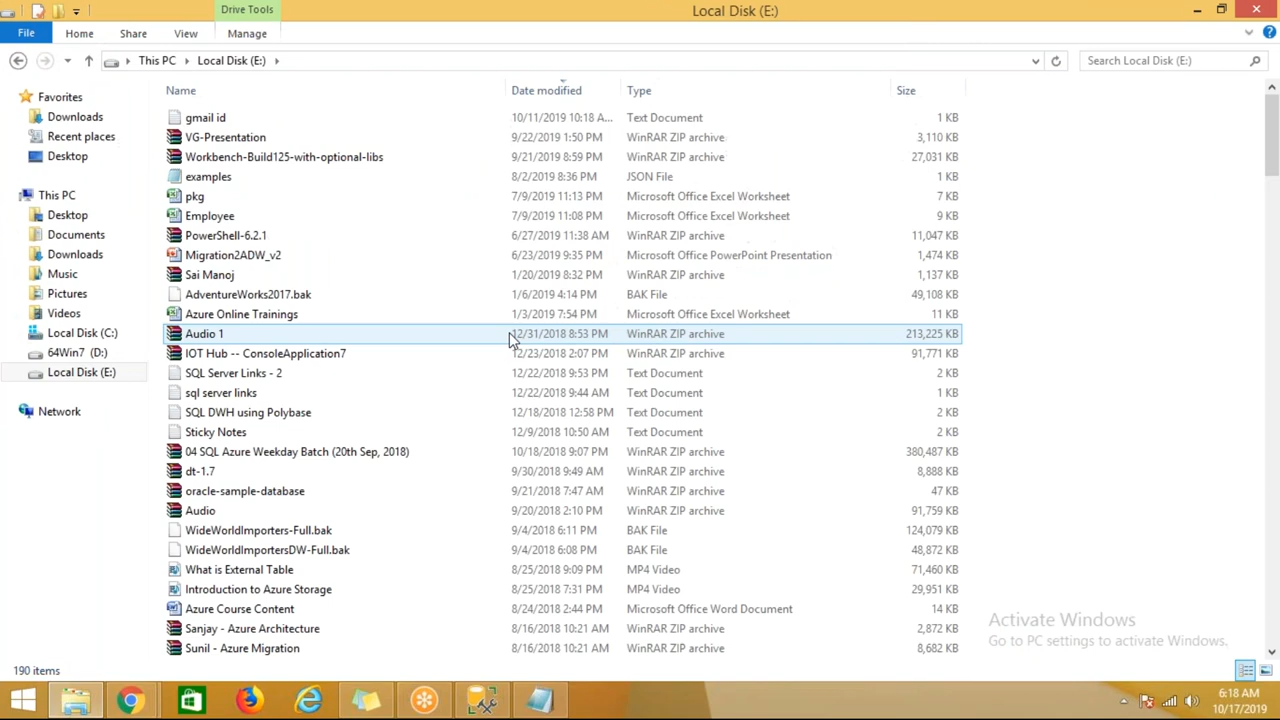 Drive Tools
Local Disk (E:)
File Home Share View Manage
This PC Local Disk (E:)
Search Local Disk (E:)
Favorites
Downloads
Recent places
Desktop
This PC
Desktop
Documents
Downloads
Music
Pictures
Videos
Local Disk (C:)
64Win7 (D:)
Local Disk (E:)
Network
Name Date modified Type Size
gmail id 10/11/2019 10:18 A... Text Document 1 KB
VG-Presentation 9/22/2019 1:50 PM WinRAR ZIP archive 3,110 KB
Workbench-Build125-with-optional-libs 9/21/2019 8:59 PM WinRAR ZIP archive 27,031 KB
examples 8/2/2019 8:36 PM JSON File 1 KB
pkg 7/9/2019 11:13 PM Microsoft Office Excel Worksheet 7 KB
Employee 7/9/2019 11:08 PM Microsoft Office Excel Worksheet 9 KB
PowerShell-6.2.1 6/27/2019 11:38 AM WinRAR ZIP archive 11,047 KB
Migration2ADW_v2 6/23/2019 9:35 PM Microsoft Office PowerPoint Presentation 1,474 KB
Sai Manoj 1/20/2019 8:32 PM WinRAR ZIP archive 1,137 KB
AdventureWorks2017.bak 1/6/2019 4:14 PM BAK File 49,108 KB
Azure Online Trainings 1/3/2019 7:54 PM Microsoft Office Excel Worksheet 11 KB
Audio 1 12/31/2018 8:53 PM WinRAR ZIP archive 213,225 KB
IOT Hub -- ConsoleApplication7 12/23/2018 2:07 PM WinRAR ZIP archive 91,771 KB
SQL Server Links - 2 12/22/2018 9:53 PM Text Document 2 KB
sql server links 12/22/2018 9:44 AM Text Document 1 KB
SQL DWH using Polybase 12/18/2018 12:58 PM Text Document 2 KB
Sticky Notes 12/9/2018 10:50 AM Text Document 2 KB
04 SQL Azure Weekday Batch (20th Sep, 2018) 10/18/2018 9:07 PM WinRAR ZIP archive 380,487 KB
dt-1.7 9/30/2018 9:49 AM WinRAR ZIP archive 8,888 KB
oracle-sample-database 9/21/2018 7:47 AM WinRAR ZIP archive 47 KB
Audio 9/20/2018 2:10 PM WinRAR ZIP archive 91,759 KB
WideWorldImporters-Full.bak 9/4/2018 6:11 PM BAK File 124,079 KB
WideWorldImportersDW-Full.bak 9/4/2018 6:08 PM BAK File 48,872 KB
What is External Table 8/25/2018 9:09 PM MP4 Video 71,460 KB
Introduction to Azure Storage 8/25/2018 7:31 PM MP4 Video 29,951 KB
Azure Course Content 8/24/2018 2:44 PM Microsoft Office Word Document 14 KB
Sanjay - Azure Architecture 8/16/2018 10:21 AM WinRAR ZIP archive 2,872 KB
Sunil - Azure Migration 8/16/2018 10:21 AM WinRAR ZIP archive 8,682 KB
Activate Windows
Go to PC settings to activate Windows.
190 items
6:18 AM
10/17/2019